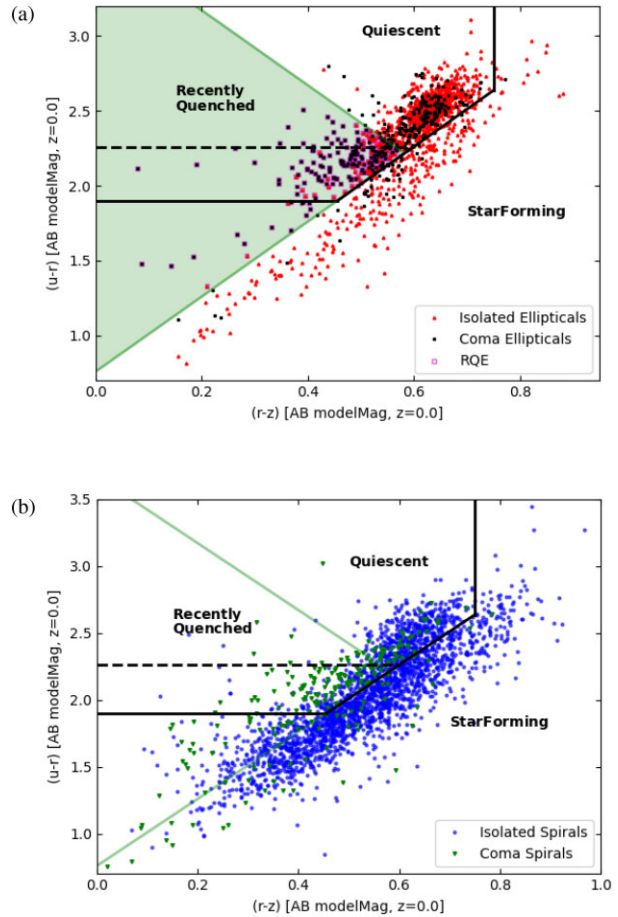 (a)
3.0
2.5
2.0
1.5
1.0
(u-r) [AB modelMag, z=0.0]
Quiescent
Recently
Quenched
StarForming
Isolated Ellipticals
Coma Ellipticals
RQE
0.0 0.2 0.4 0.6 0.8
(r-z) [AB modelMag, z=0.0]
(b)
3.5
3.0
2.5
2.0
1.5
1.0
(u-r) [AB modelMag, z=0.0]
Quiescent
Recently
Quenched
StarForming
Isolated Spirals
Coma Spirals
0.0 0.2 0.4 0.6 0.8 1.0
(r-z) [AB modelMag, z=0.0]